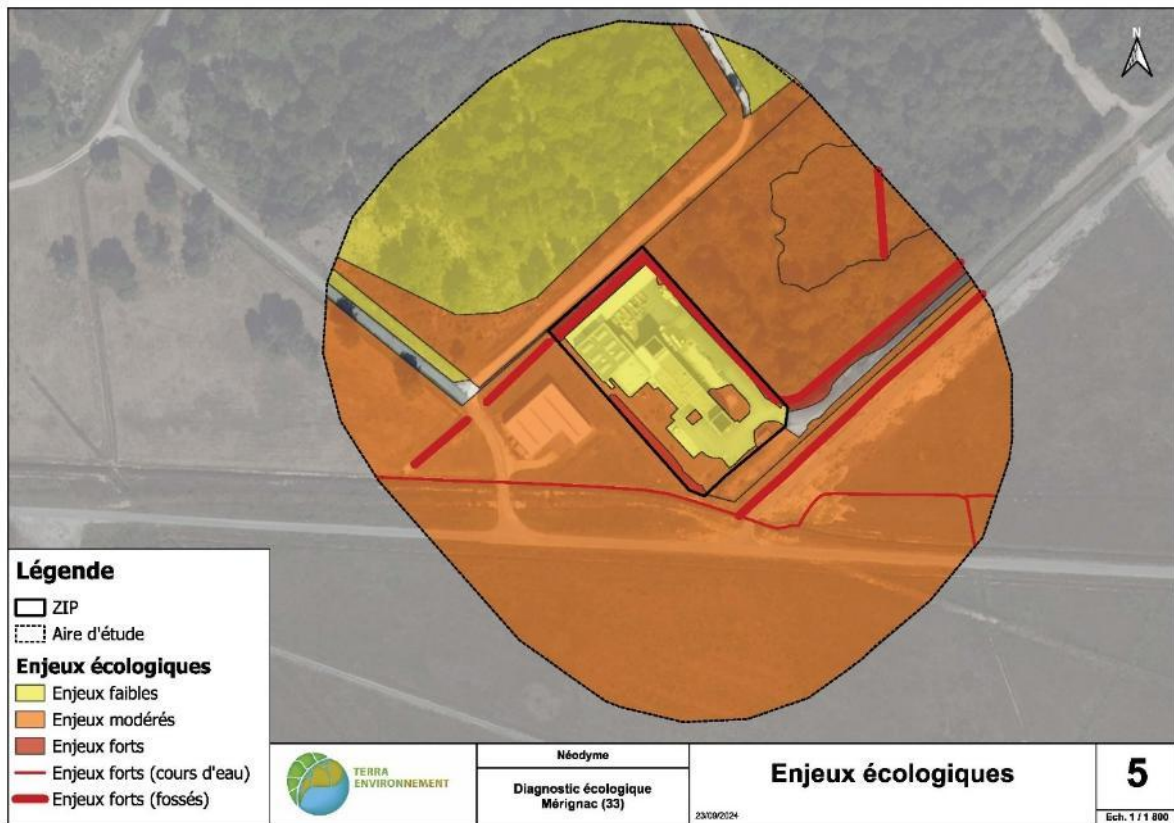 N
Légende
ZIP
Aire d'étude
Enjeux écologiques
Enjeux faibles
Enjeux modérés
Enjeux forts
Enjeux forts (cours d'eau)
Enjeux forts (fossés)
TERRA
ENVIRONNEMENT
Néodyme
Diagnostic écologique
Mérignac (33)
Enjeux écologiques
23/09/2024
5
Ech. 1 / 1 800